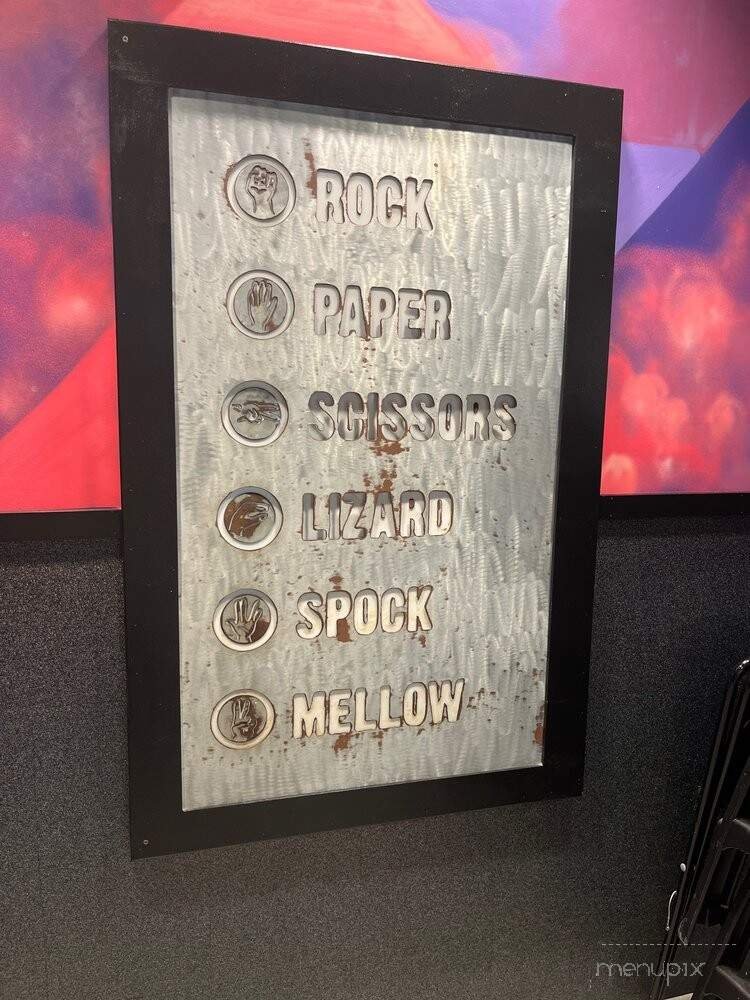 ROCK
PAPER
SCISSORS
LIZARD
SPOCK
MELLOW
menupix